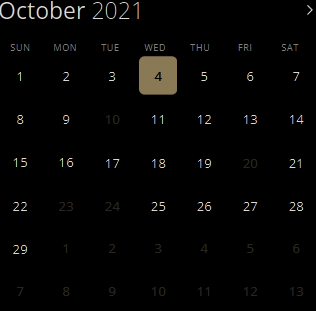 October 2021
SUN MON TUE WED THU FRI SAT
1 2 3 4 5 6 7
8 9 10 11 12 13 14
15 16 17 18 19 20 21
22 23 24 25 26 27 28
29 1 2 3 4 5 6
7 8 9 10 11 12 13